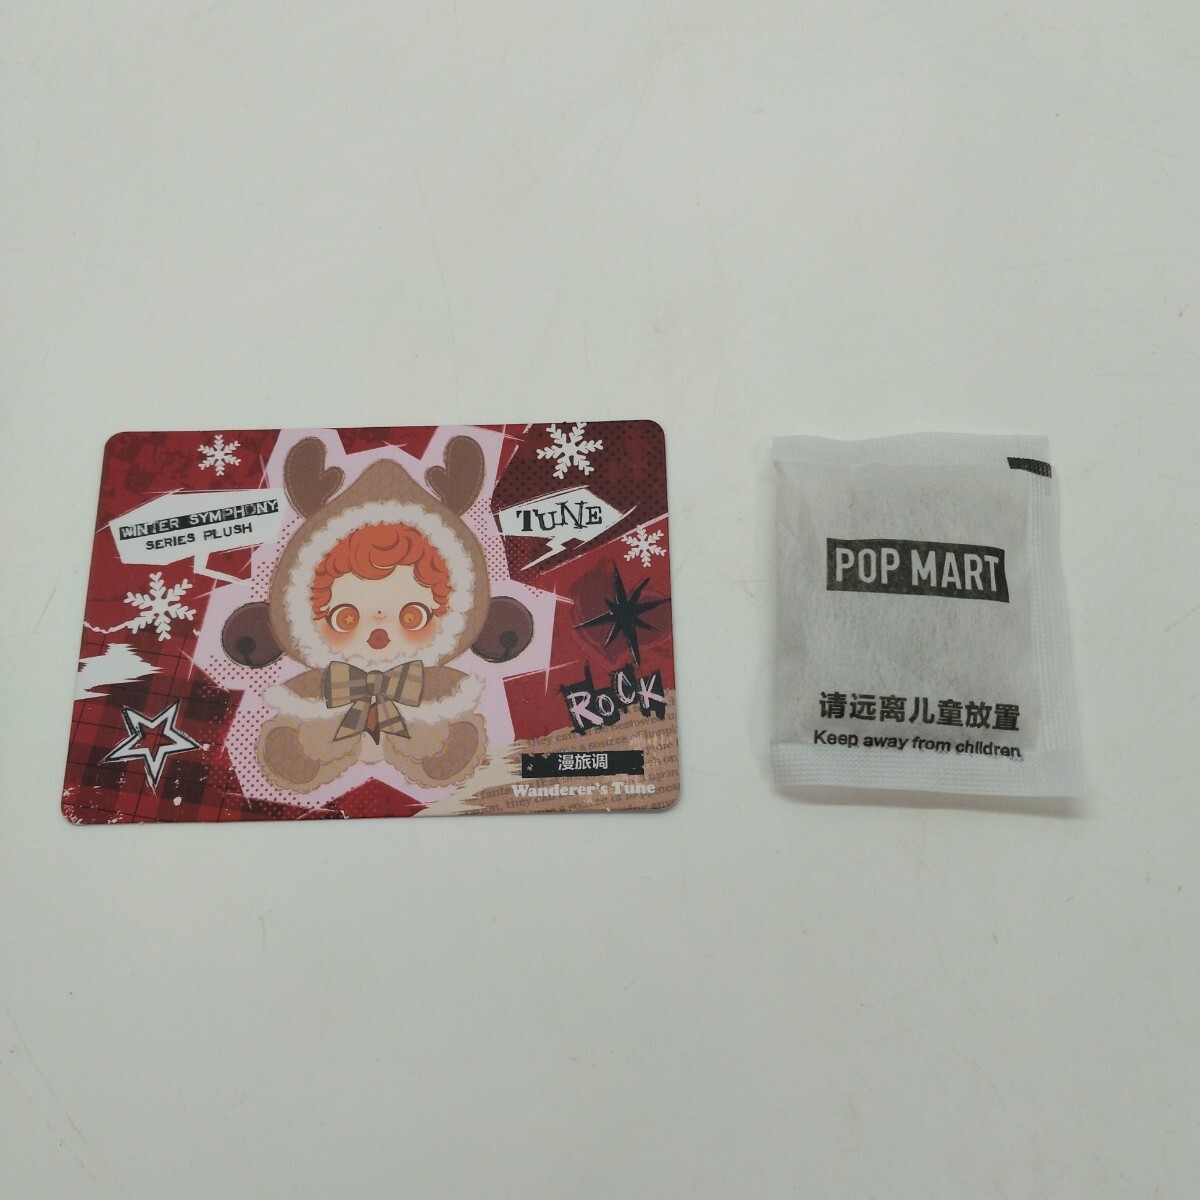 WINTER SYMPHONY
SERIES PLUSH
TUNE
ROCK
漫旅调
Wanderer's Tune
POP MART
请远离儿童放置
Keep away from children